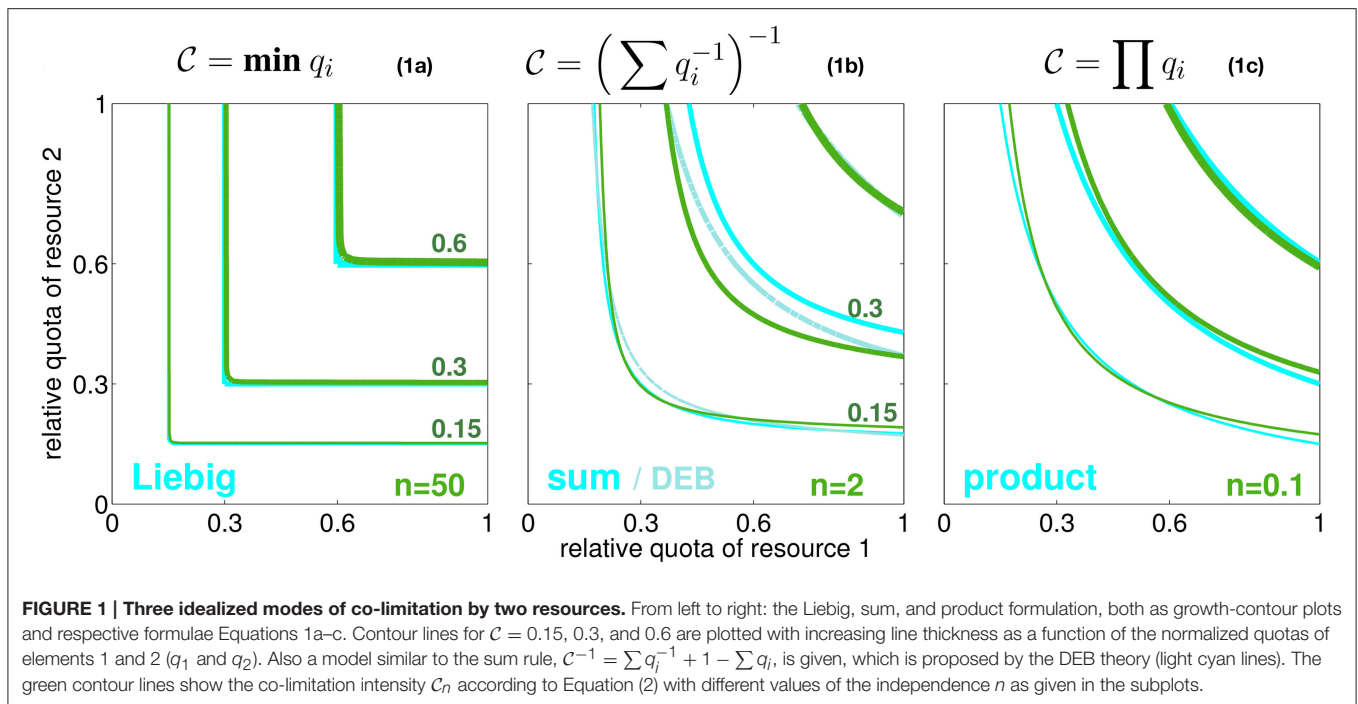 C = min q_i (1a)
C = (∑ q_i^{-1})^{-1} (1b)
C = ∏ q_i (1c)
relative quota of resource 2
1
0.6
0.3
0
0.6
0.3
0.15
Liebig
n=50
0 0.3 0.6 1
0.3
0.15
sum / DEB
n=2
0.3 0.6 1
product
n=0.1
0.3 0.6 1
relative quota of resource 1
FIGURE 1 | Three idealized modes of co-limitation by two resources. From left to right: the Liebig, sum, and product formulation, both as growth-contour plots
and respective formulae Equations 1a–c. Contour lines for C = 0.15, 0.3, and 0.6 are plotted with increasing line thickness as a function of the normalized quotas of
elements 1 and 2 (q₁ and q₂). Also a model similar to the sum rule, C⁻¹ = ∑ q_i⁻¹ + 1 − ∑ q_i, is given, which is proposed by the DEB theory (light cyan lines). The
green contour lines show the co-limitation intensity C_n according to Equation (2) with different values of the independence n as given in the subplots.